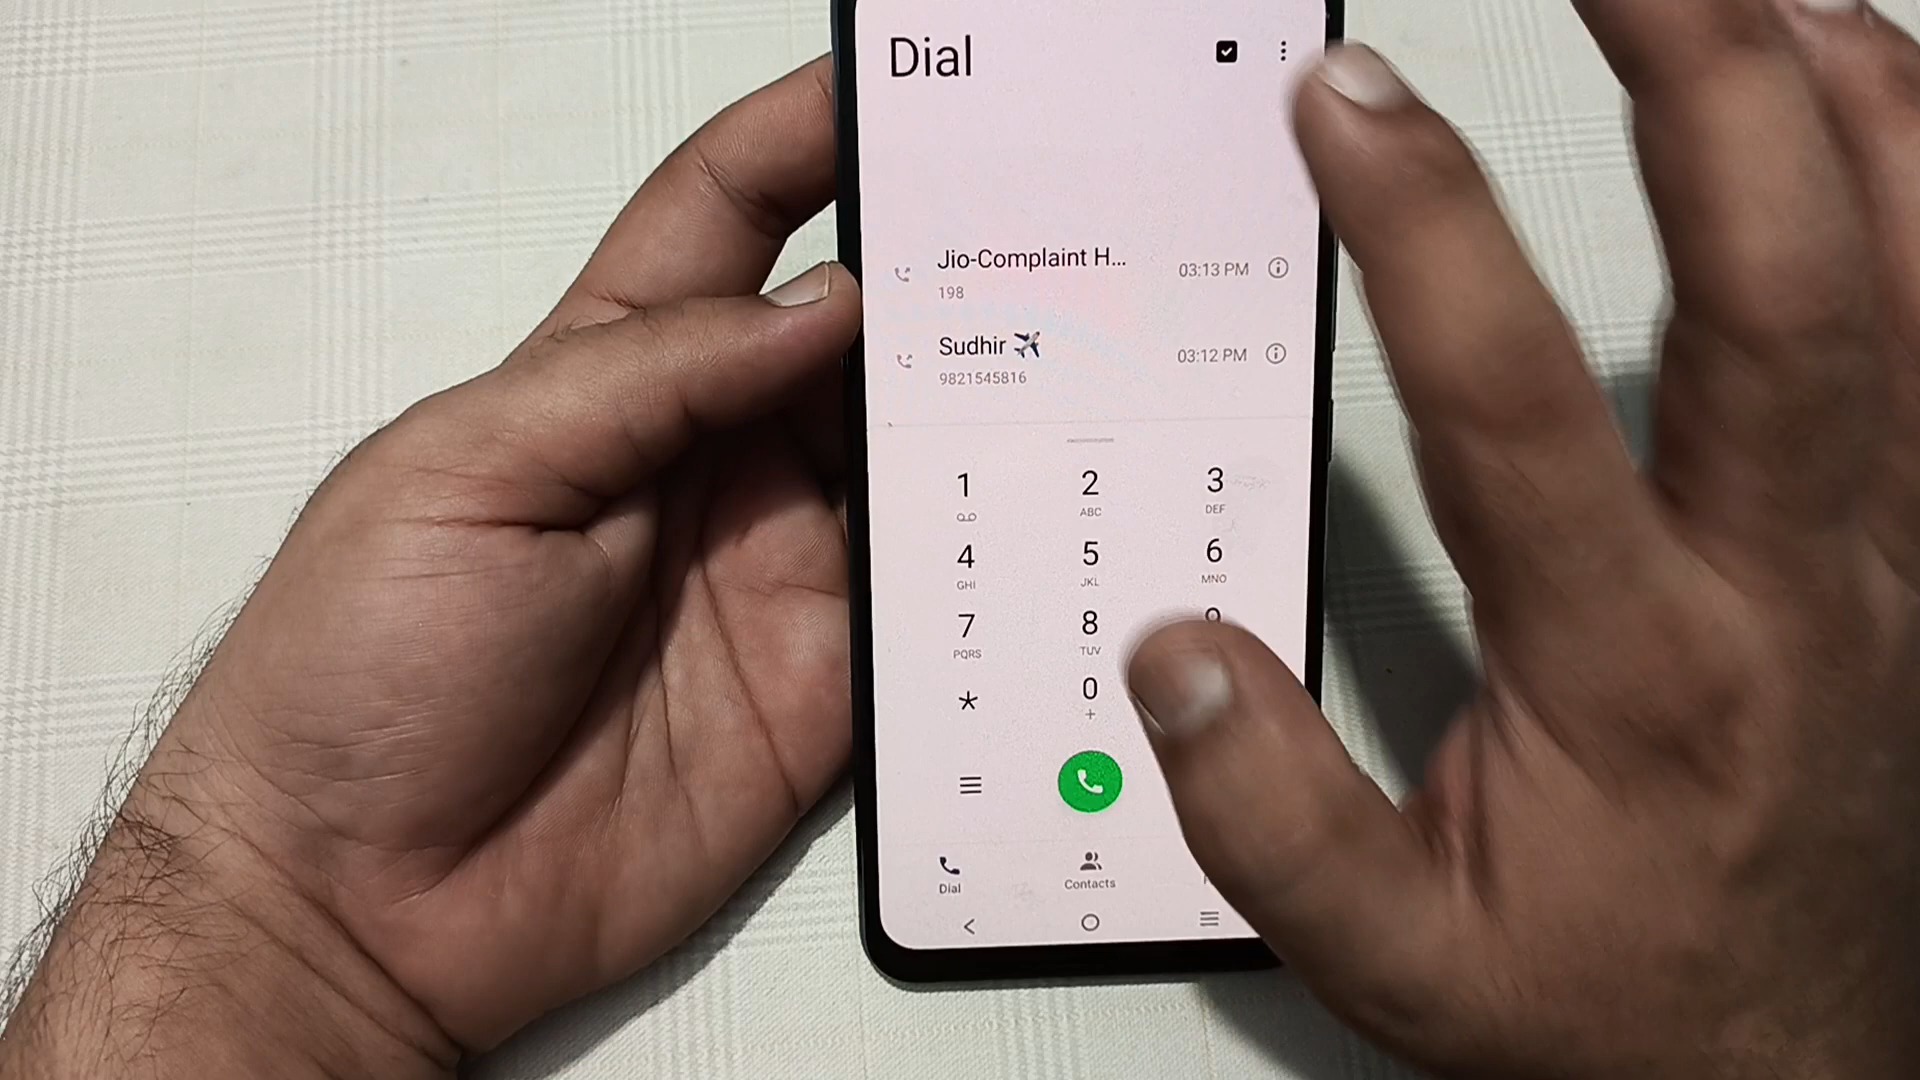 Dial
Jio-Complaint H...
03:13 PM
198
Sudhir
03:12 PM
9821545816
1 2 3
ABC DEF
4 5 6
GHI JKL MNO
7 8
PQRS TUV
* 0
+
Dial Contacts